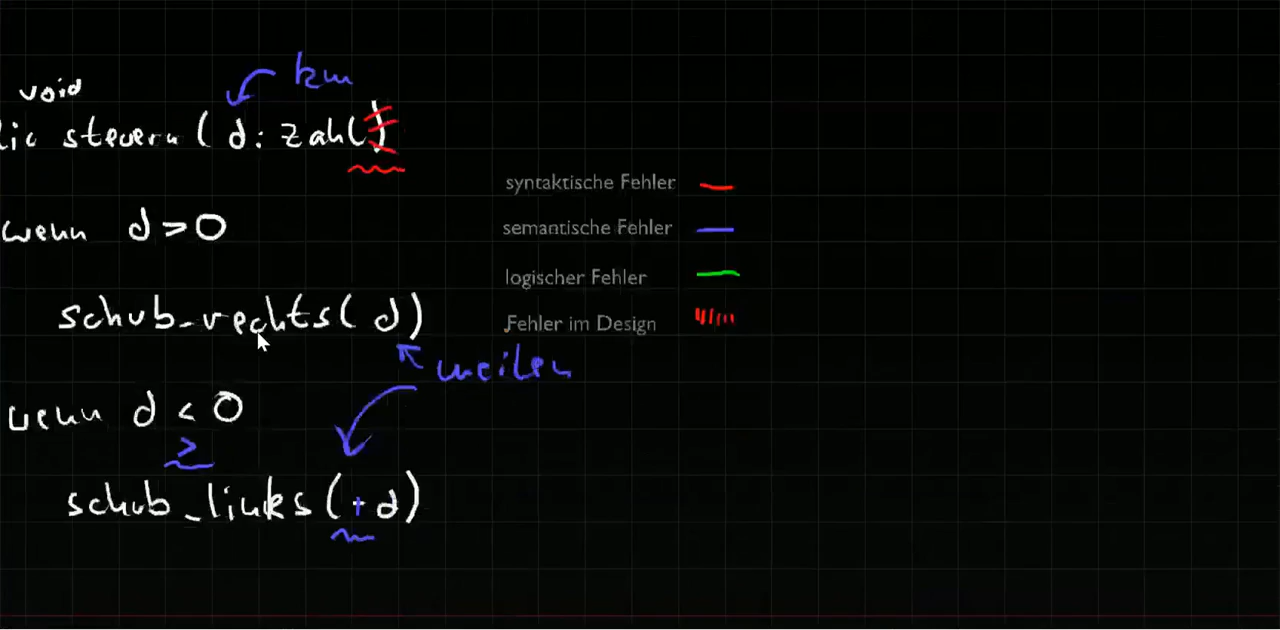 km
void
lic steuern ( d : zahl )
syntaktische Fehler
semantische Fehler
wenn d > 0
logischer Fehler
schub_rechts ( d )
Fehler im Design
meilen
wenn d < 0
>
schub_links ( + d )